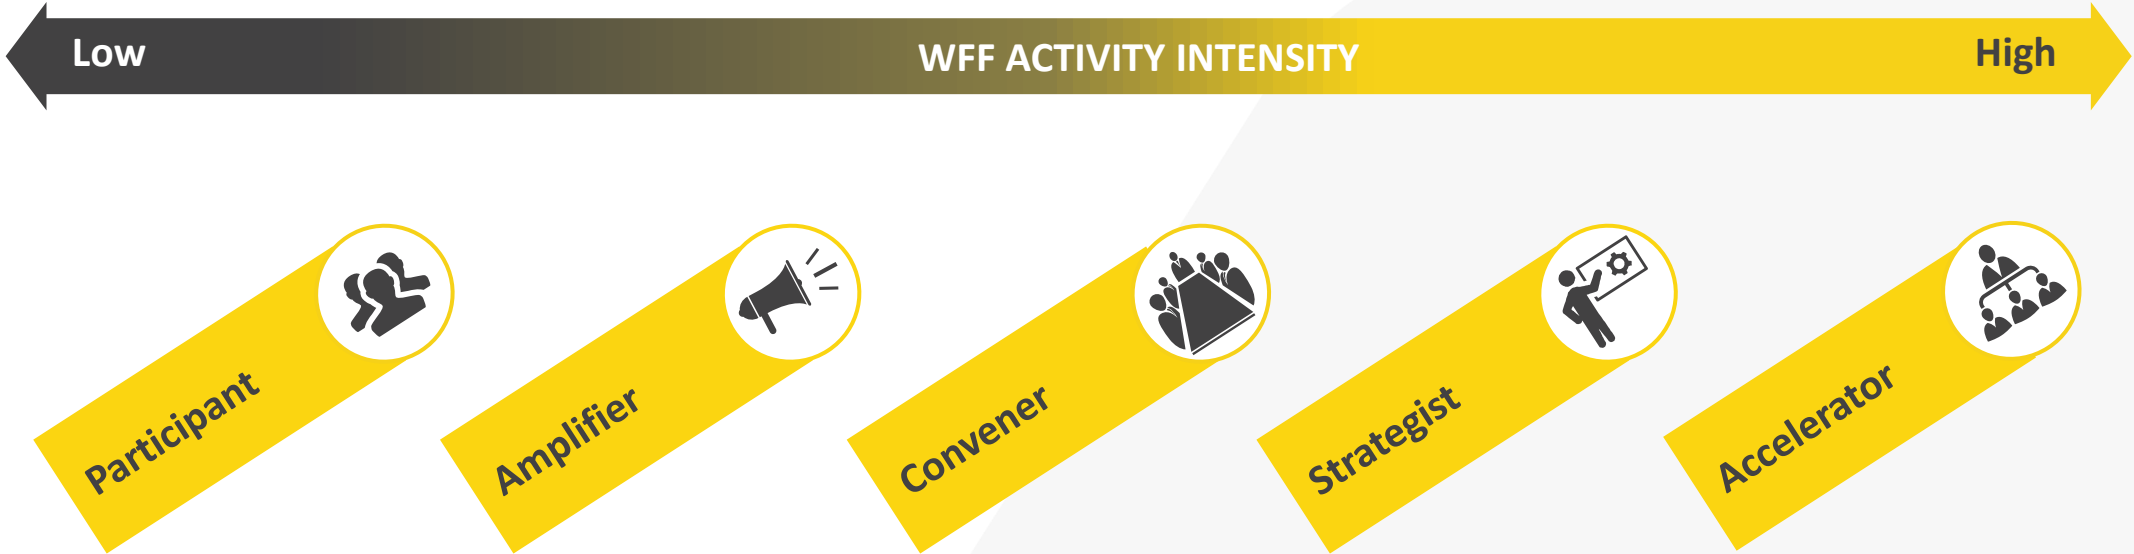 Low
WFF ACTIVITY INTENSITY
High
Participant
Amplifier
Convener
Strategist
Accelerator